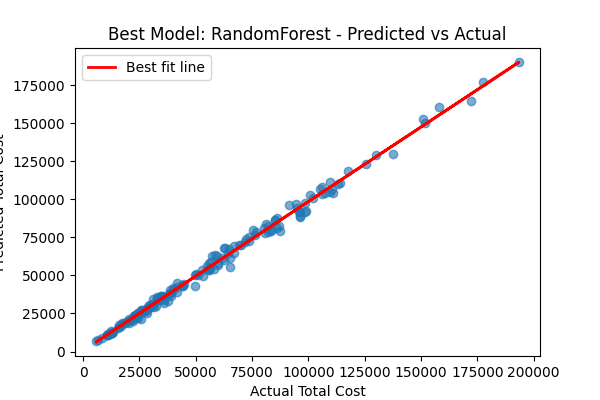 Best Model: RandomForest - Predicted vs Actual
Best fit line
175000
150000
125000
100000
75000
50000
25000
0
Predicted Total Cost
0 25000 50000 75000 100000 125000 150000 175000 200000
Actual Total Cost